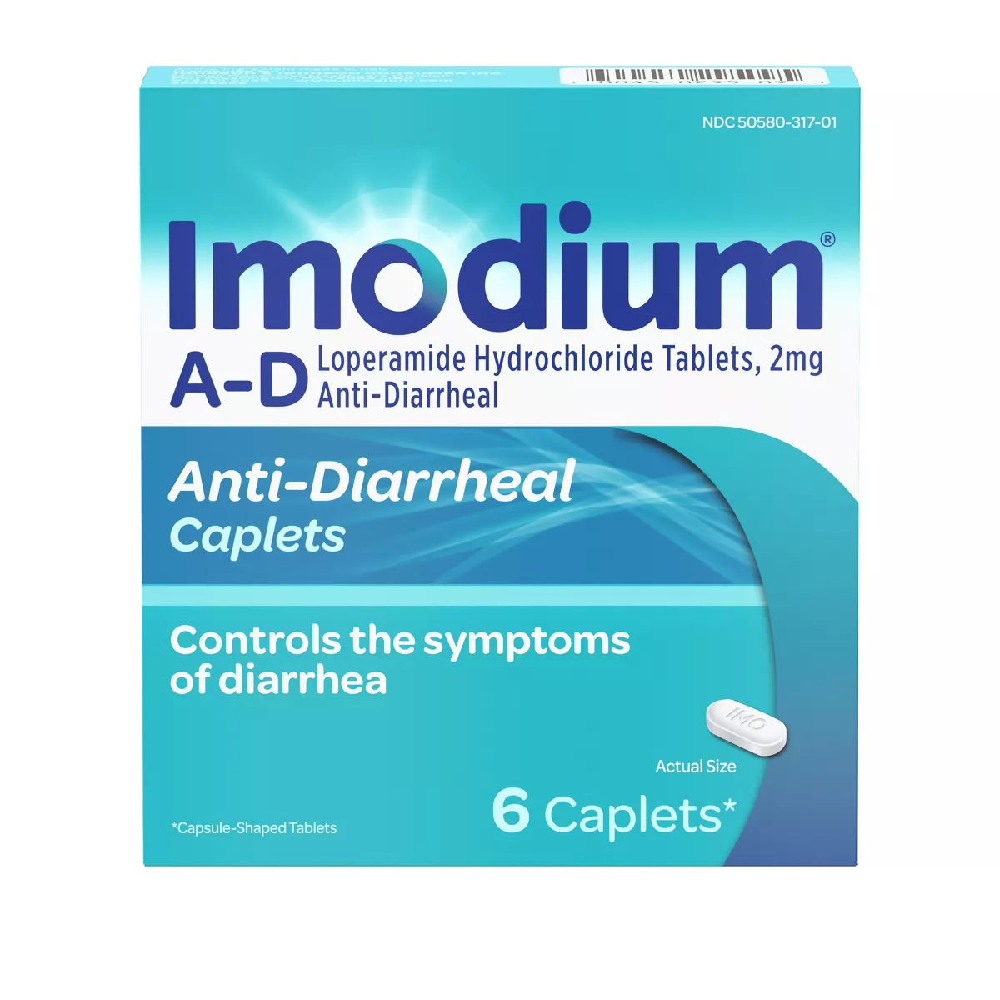 NDC 50580-317-01
Imodium®
A-D Loperamide Hydrochloride Tablets, 2mg
Anti-Diarrheal
Anti-Diarrheal
Caplets
Controls the symptoms
of diarrhea
IMO
Actual Size
6 Caplets*
*Capsule-Shaped Tablets